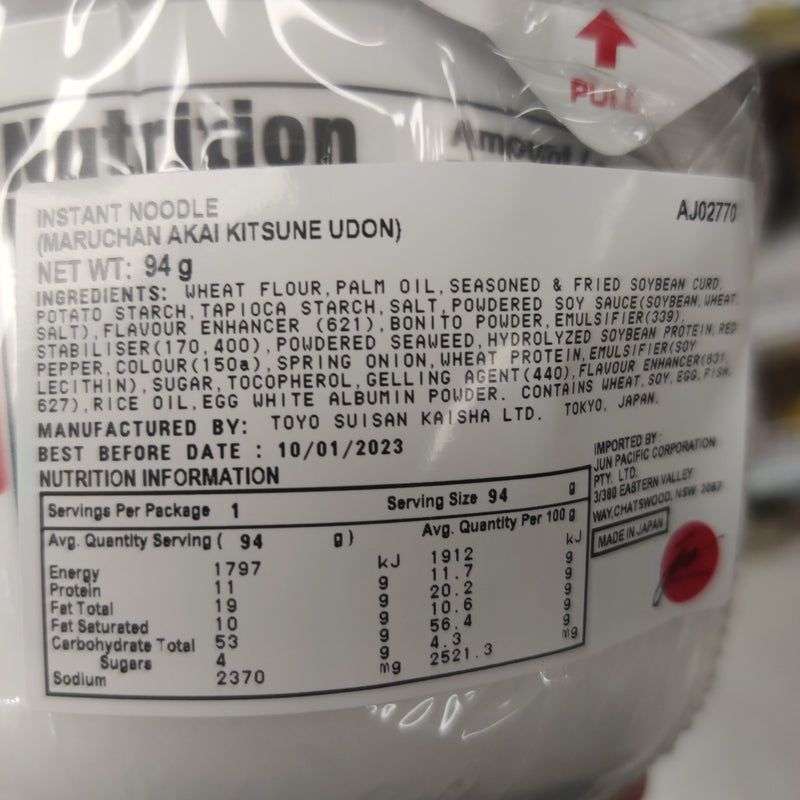 PULL
Nutrition
Amount /
INSTANT NOODLE
AJ02770
(MARUCHAN AKAI KITSUNE UDON)
NET WT: 94 g
INGREDIENTS: WHEAT FLOUR, PALM OIL, SEASONED & FRIED SOYBEAN CURD,
POTATO STARCH, TAPIOCA STARCH, SALT, POWDERED SOY SAUCE(SOYBEAN, WHEAT,
SALT), FLAVOUR ENHANCER (621), BONITO POWDER, EMULSIFIER(339),
STABILISER(170, 400), POWDERED SEAWEED, HYDROLYZED SOYBEAN PROTEIN, RED
PEPPER, COLOUR(150a), SPRING ONION, WHEAT PROTEIN, EMULSIFIER(SOY
LECITHIN), SUGAR, TOCOPHEROL, GELLING AGENT(440), FLAVOUR ENHANCER(631,
627), RICE OIL, EGG WHITE ALBUMIN POWDER. CONTAINS WHEAT, SOY, EGG, FISH.
MANUFACTURED BY: TOYO SUISAN KAISHA LTD. TOKYO, JAPAN.
BEST BEFORE DATE : 10/01/2023
NUTRITION INFORMATION
Servings Per Package 1 Serving Size 94 g
Avg. Quantity Serving ( 94 g ) Avg. Quantity Per 100 g
Energy 1797 kJ 1912 kJ
Protein 11 g 11.7 g
Fat Total 19 g 20.2 g
Fat Saturated 10 g 10.6 g
Carbohydrate Total 53 g 56.4 g
Sugars 4 g 4.3 g
Sodium 2370 mg 2521.3 mg
IMPORTED BY :
JUN PACIFIC CORPORATION
PTY. LTD.
3/380 EASTERN VALLEY
WAY, CHATSWOOD, NSW 2067
MADE IN JAPAN